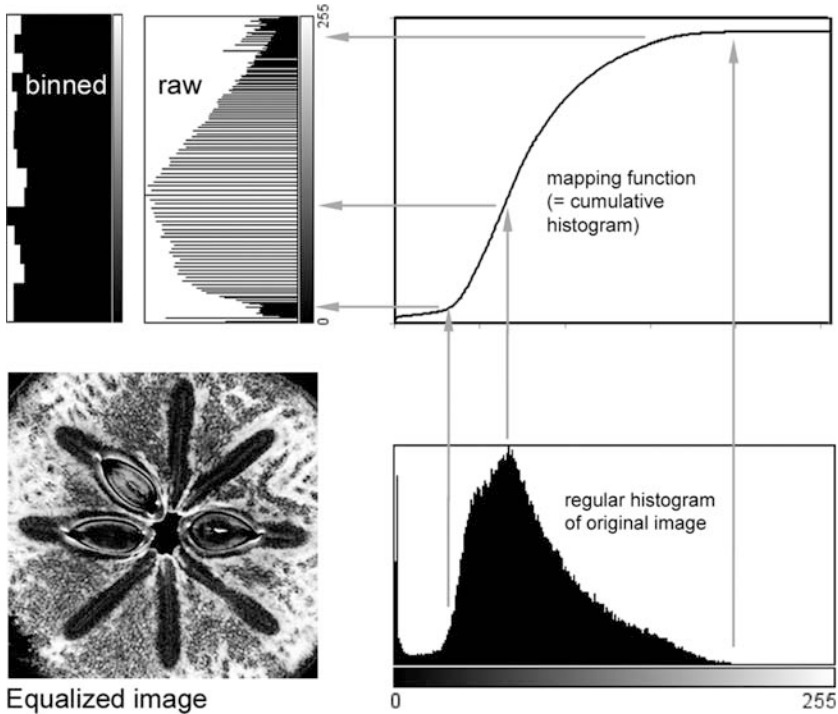 binned
raw
255
0
mapping function
(= cumulative
histogram)
regular histogram
of original image
Equalized image
0
255